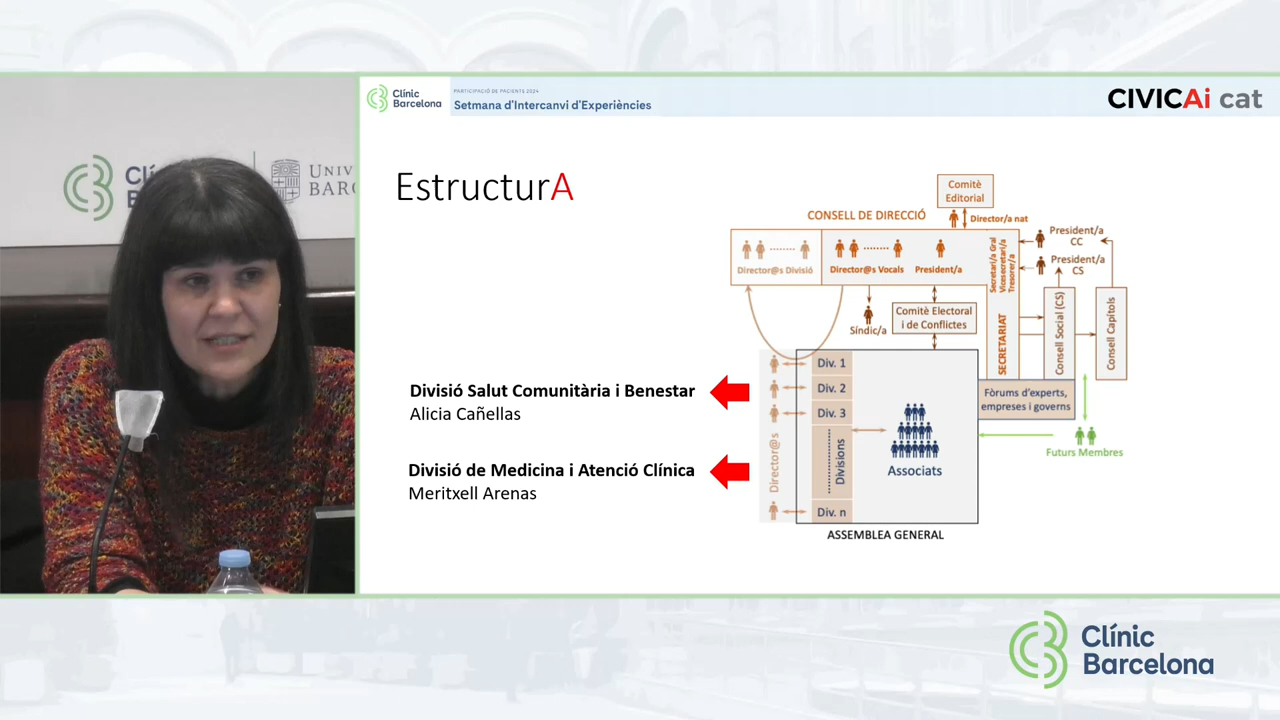 Clínic
Barcelona
PARTICIPACIÓ DE PACIENTS 2024
Setmana d'Intercanvi d'Experiències
CIVICAi cat
UNIV
BARC
EstructurA
Comitè
Editorial
CONSELL DE DIRECCIÓ
Director/a nat
Director@s Divisió
Director@s Vocals
President/a
Secretari/a Gral
Vicesecretari/a
Tresorer/a
President/a
CC
President/a
CS
Síndic/a
Comitè Electoral
i de Conflictes
SECRETARIAT
Consell Social (CS)
Consell Capítols
Div. 1
Div. 2
Div. 3
Divisions
Div. n
Director@s
Associats
Fòrums d'experts,
empreses i governs
Futurs Membres
ASSEMBLEA GENERAL
Divisió Salut Comunitària i Benestar
Alicia Cañellas
Divisió de Medicina i Atenció Clínica
Meritxell Arenas
Clínic
Barcelona